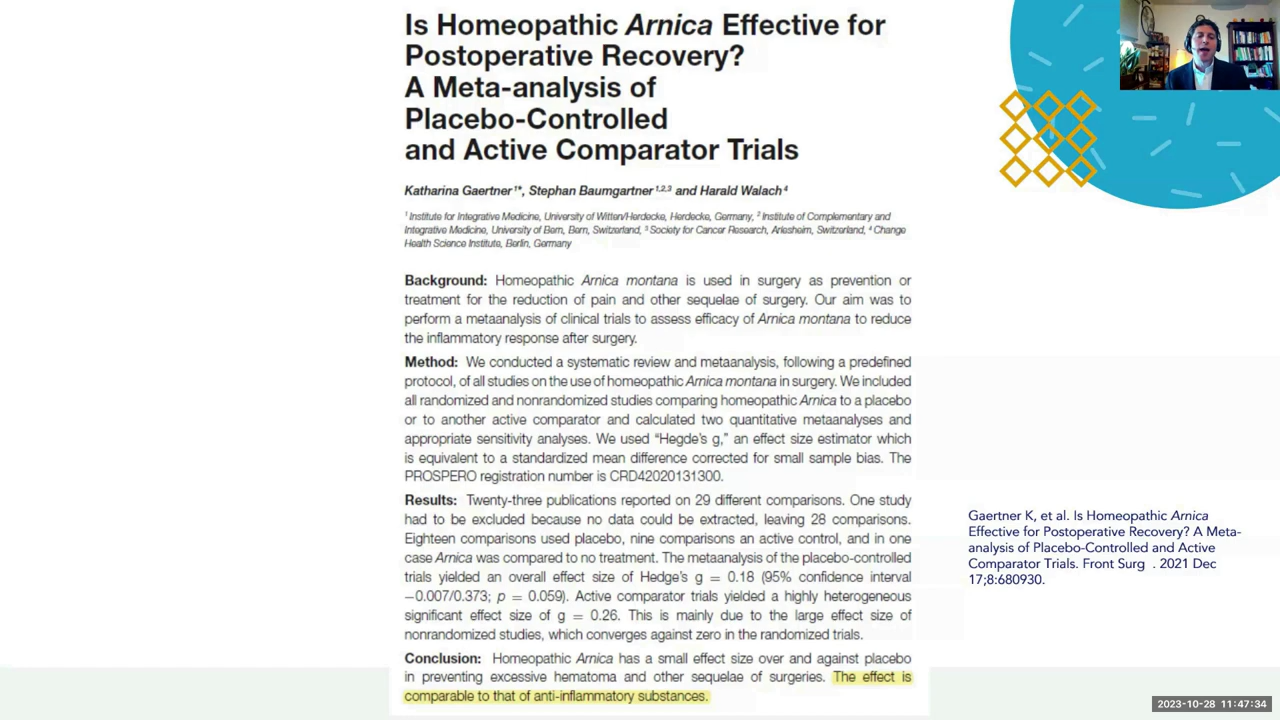 Is Homeopathic Arnica Effective for
Postoperative Recovery?
A Meta-analysis of
Placebo-Controlled
and Active Comparator Trials
Katharina Gaertner 1*, Stephan Baumgartner 1,2,3 and Harald Walach 4
1 Institute for Integrative Medicine, University of Witten/Herdecke, Herdecke, Germany, 2 Institute of Complementary and
Integrative Medicine, University of Bern, Bern, Switzerland, 3 Society for Cancer Research, Arlesheim, Switzerland, 4 Change
Health Science Institute, Berlin, Germany
Background: Homeopathic Arnica montana is used in surgery as prevention or
treatment for the reduction of pain and other sequelae of surgery. Our aim was to
perform a metaanalysis of clinical trials to assess efficacy of Arnica montana to reduce
the inflammatory response after surgery.
Method: We conducted a systematic review and metaanalysis, following a predefined
protocol, of all studies on the use of homeopathic Arnica montana in surgery. We included
all randomized and nonrandomized studies comparing homeopathic Arnica to a placebo
or to another active comparator and calculated two quantitative metaanalyses and
appropriate sensitivity analyses. We used “Hegde’s g,” an effect size estimator which
is equivalent to a standardized mean difference corrected for small sample bias. The
PROSPERO registration number is CRD42020131300.
Results: Twenty-three publications reported on 29 different comparisons. One study
had to be excluded because no data could be extracted, leaving 28 comparisons.
Eighteen comparisons used placebo, nine comparisons an active control, and in one
case Arnica was compared to no treatment. The metaanalysis of the placebo-controlled
trials yielded an overall effect size of Hedge’s g = 0.18 (95% confidence interval
−0.007/0.373; p = 0.059). Active comparator trials yielded a highly heterogeneous
significant effect size of g = 0.26. This is mainly due to the large effect size of
nonrandomized studies, which converges against zero in the randomized trials.
Conclusion: Homeopathic Arnica has a small effect size over and against placebo
in preventing excessive hematoma and other sequelae of surgeries. The effect is
comparable to that of anti-inflammatory substances.
Gaertner K, et al. Is Homeopathic Arnica
Effective for Postoperative Recovery? A Meta-
analysis of Placebo-Controlled and Active
Comparator Trials. Front Surg . 2021 Dec
17;8:680930.
2023-10-28 11:47:34